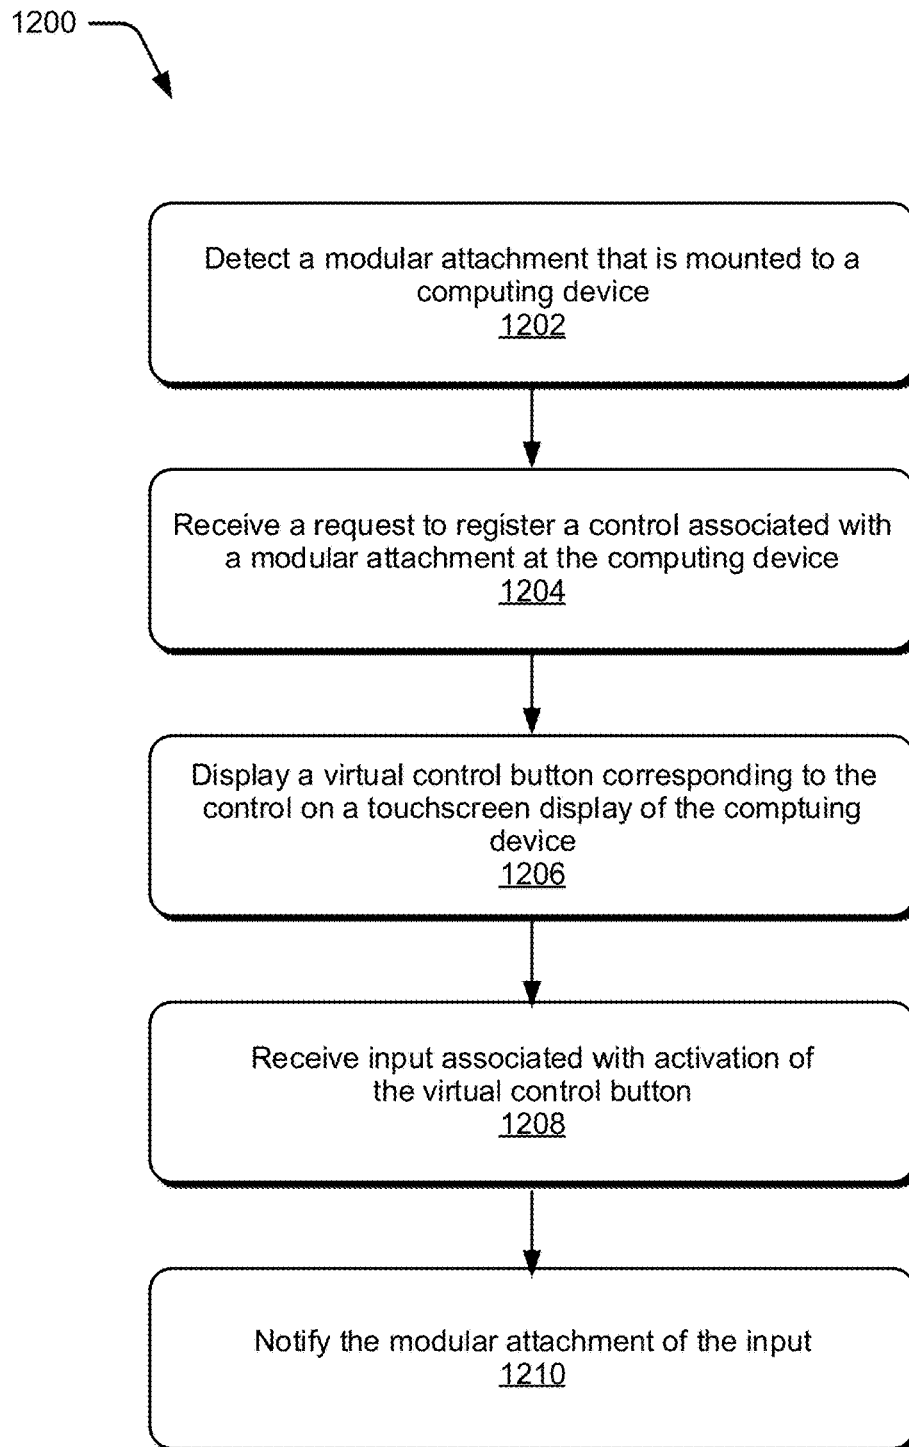 1200
Detect a modular attachment that is mounted to a
computing device
1202
Receive a request to register a control associated with
a modular attachment at the computing device
1204
Display a virtual control button corresponding to the
control on a touchscreen display of the comptuing
device
1206
Receive input associated with activation of
the virtual control button
1208
Notify the modular attachment of the input
1210